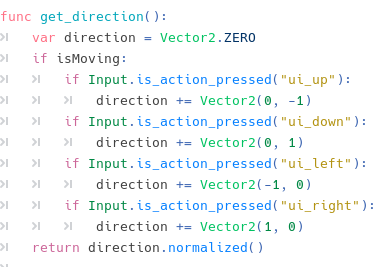 func get_direction():
var direction = Vector2.ZERO
if isMoving:
if Input.is_action_pressed("ui_up"):
direction += Vector2(0, -1)
if Input.is_action_pressed("ui_down"):
direction += Vector2(0, 1)
if Input.is_action_pressed("ui_left"):
direction += Vector2(-1, 0)
if Input.is_action_pressed("ui_right"):
direction += Vector2(1, 0)
return direction.normalized()